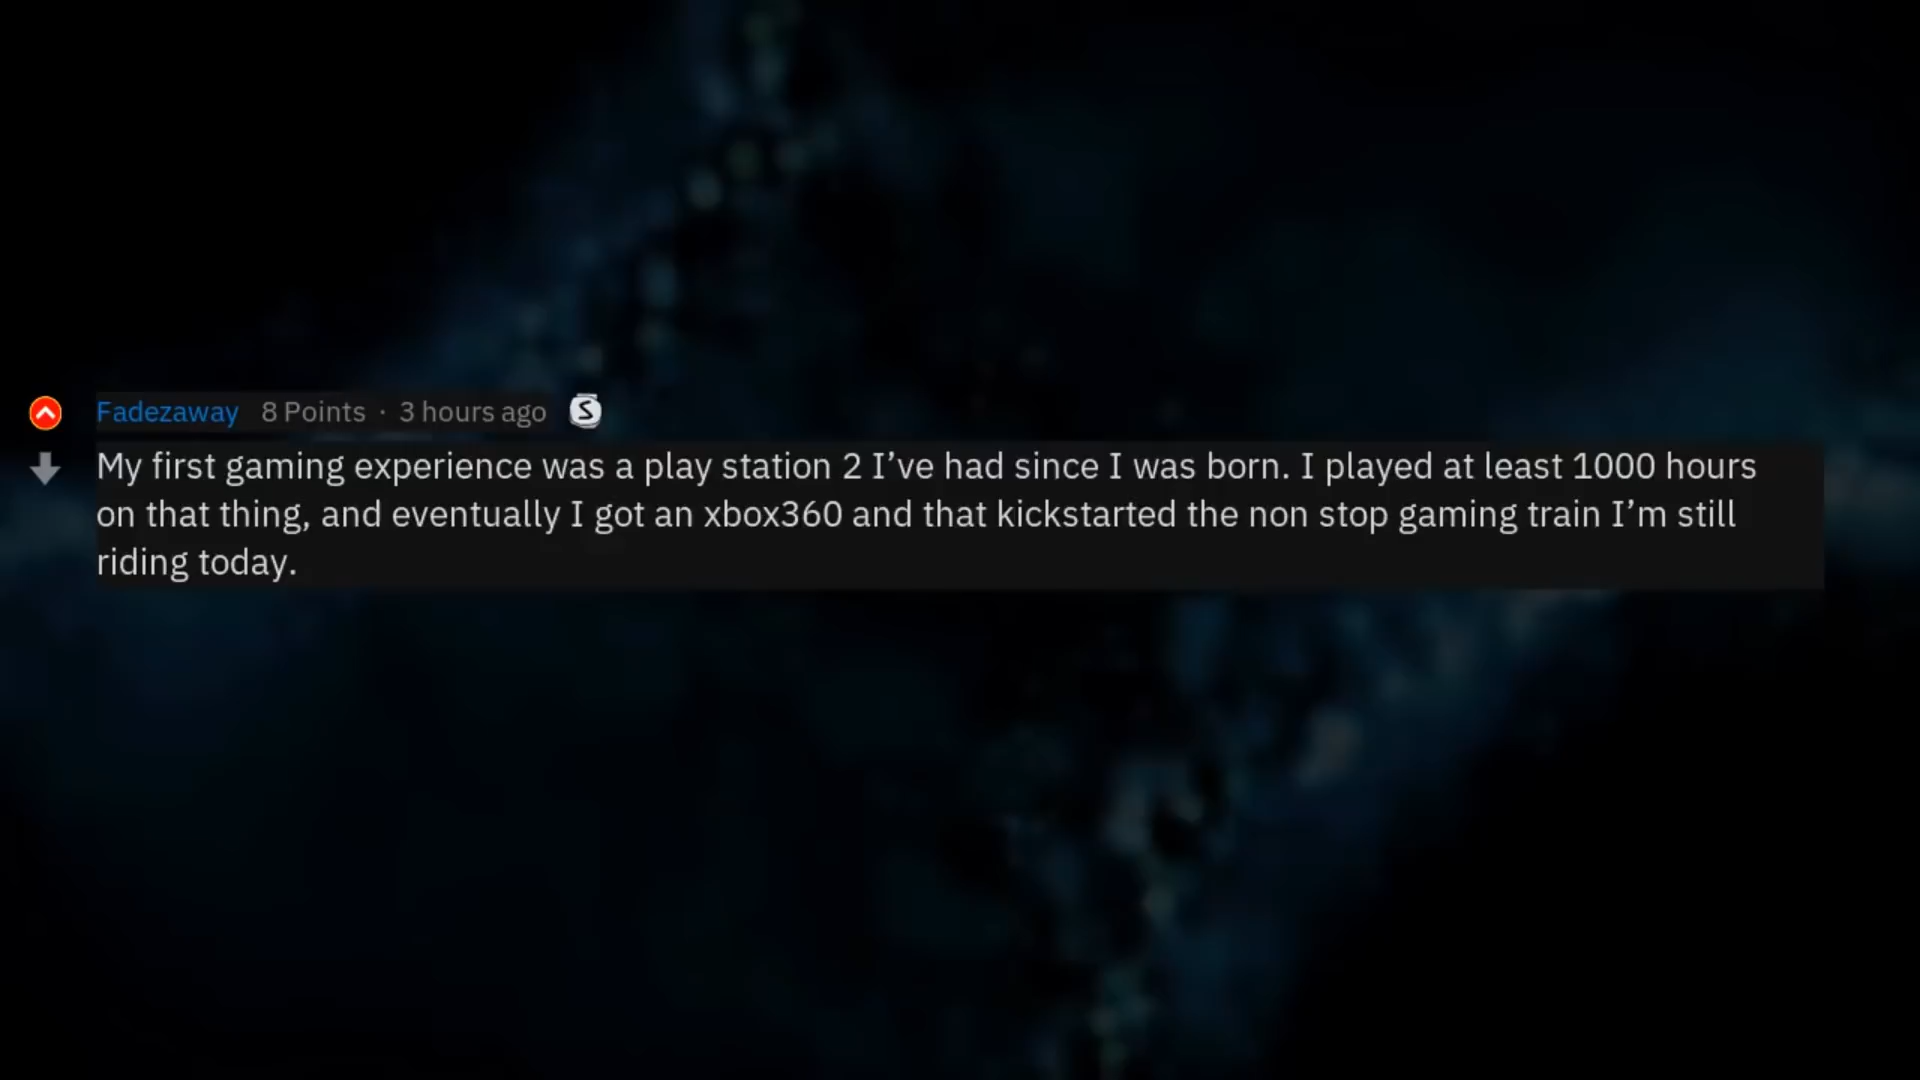 Fadezaway 8 Points · 3 hours ago S
My first gaming experience was a play station 2 I’ve had since I was born. I played at least 1000 hours
on that thing, and eventually I got an xbox360 and that kickstarted the non stop gaming train I’m still
riding today.